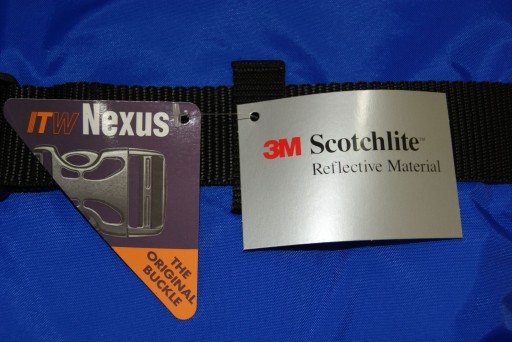 ITW Nexus
THE
ORIGINAL
BUCKLE
3M Scotchlite™
Reflective Material